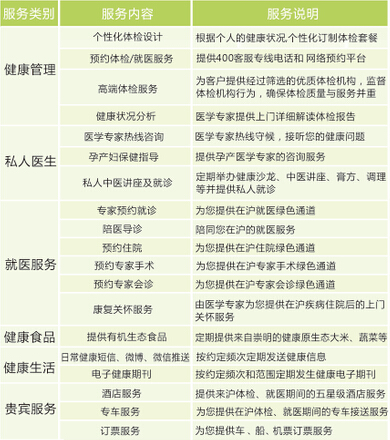 服务类别 服务内容 服务说明
健康管理
个性化体检设计 根据个人的健康状况,个性化订制体检套餐
预约体检/就医服务 提供400客服专线电话和 网络预约平台
高端体检服务 为客户提供经过筛选的优质体检机构，监督
体检机构行为，确保体检质量与服务并重
健康状况分析 医学专家提供上门详细解读体检报告
私人医生
医学专家热线咨询 医学专家热线守候，接听您的健康问题
孕产妇保健指导 提供孕产医学专家的咨询服务
私人中医讲座及就诊 定期举办健康沙龙、中医讲座、膏方、调理
等并提供私人就诊
就医服务
专家预约就诊 为您提供在沪就医绿色通道
陪医导诊 陪同您在沪的就医服务
预约住院 为您提供在沪住院绿色通道
预约专家手术 为您提供在沪专家手术绿色通道
预约专家会诊 为您提供在沪专家会诊绿色通道
康复关怀服务 由医学专家为您提供在沪疾病住院后的上门
关怀服务
健康食品 提供有机生态食品 定期提供来自崇明的健康原生态大米、蔬菜等
健康生活
日常健康短信、微博、微信推送 按约定频次定期发送健康信息
电子健康期刊 按约定频次和范围定期发生健康电子期刊
贵宾服务
酒店服务 提供来沪体检、就医期间的五星级酒店服务
专车服务 为您提供在沪体检、就医期间的专车接送服务
订票服务 为您提供车﹑船、机票订票服务